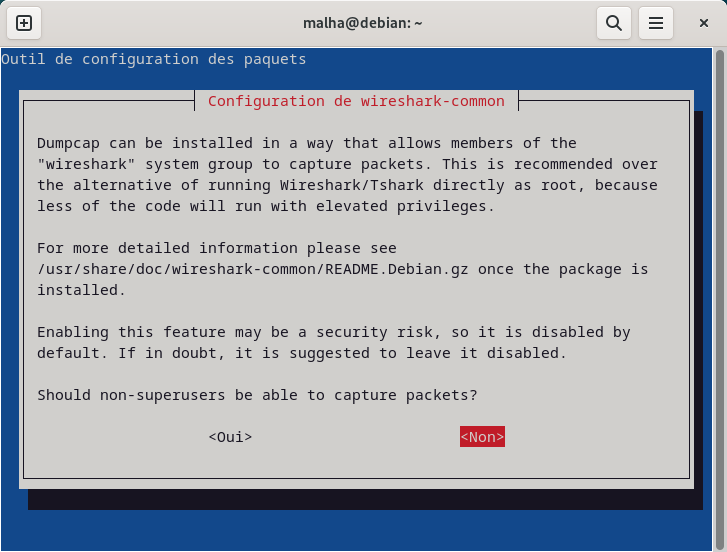 malha@debian: ~
Outil de configuration des paquets
Configuration de wireshark-common
Dumpcap can be installed in a way that allows members of the
"wireshark" system group to capture packets. This is recommended over
the alternative of running Wireshark/Tshark directly as root, because
less of the code will run with elevated privileges.
For more detailed information please see
/usr/share/doc/wireshark-common/README.Debian.gz once the package is
installed.
Enabling this feature may be a security risk, so it is disabled by
default. If in doubt, it is suggested to leave it disabled.
Should non-superusers be able to capture packets?
<Oui> <Non>